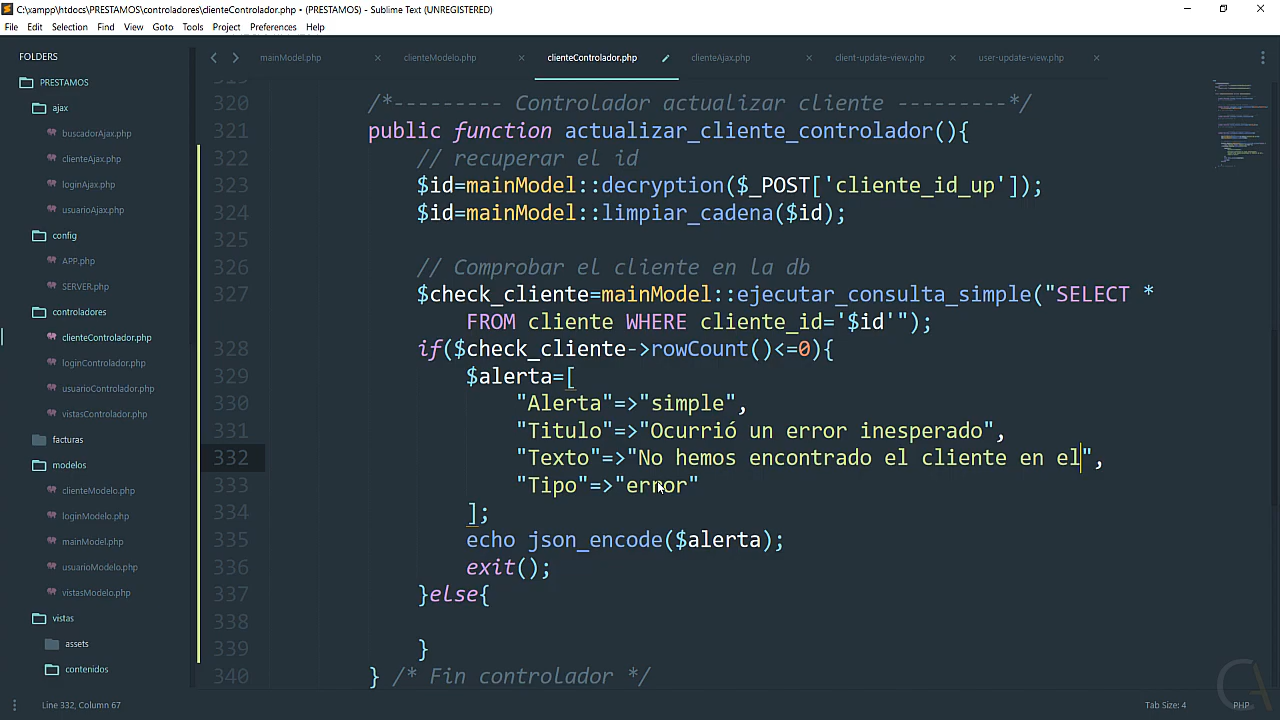 C:\xampp\htdocs\PRESTAMOS\controladores\clienteControlador.php • (PRESTAMOS) - Sublime Text (UNREGISTERED)
File Edit Selection Find View Goto Tools Project Preferences Help
FOLDERS
PRESTAMOS
ajax
buscadorAjax.php
clienteAjax.php
loginAjax.php
usuarioAjax.php
config
APP.php
SERVER.php
controladores
clienteControlador.php
loginControlador.php
usuarioControlador.php
vistasControlador.php
facturas
modelos
clienteModelo.php
loginModelo.php
mainModel.php
usuarioModelo.php
vistasModelo.php
vistas
assets
contenidos
mainModel.php clienteModelo.php clienteControlador.php clienteAjax.php client-update-view.php user-update-view.php
320 /*--------- Controlador actualizar cliente ---------*/
321 public function actualizar_cliente_controlador(){
322 // recuperar el id
323 $id=mainModel::decryption($_POST['cliente_id_up']);
324 $id=mainModel::limpiar_cadena($id);
325
326 // Comprobar el cliente en la db
327 $check_cliente=mainModel::ejecutar_consulta_simple("SELECT *
FROM cliente WHERE cliente_id='$id'");
328 if($check_cliente->rowCount()<=0){
329 $alerta=[
330 "Alerta"=>"simple",
331 "Titulo"=>"Ocurrió un error inesperado",
332 "Texto"=>"No hemos encontrado el cliente en el",
333 "Tipo"=>"error"
334 ];
335 echo json_encode($alerta);
336 exit();
337 }else{
338
339 }
340 } /* Fin controlador */
Line 332, Column 67 Tab Size: 4 PHP